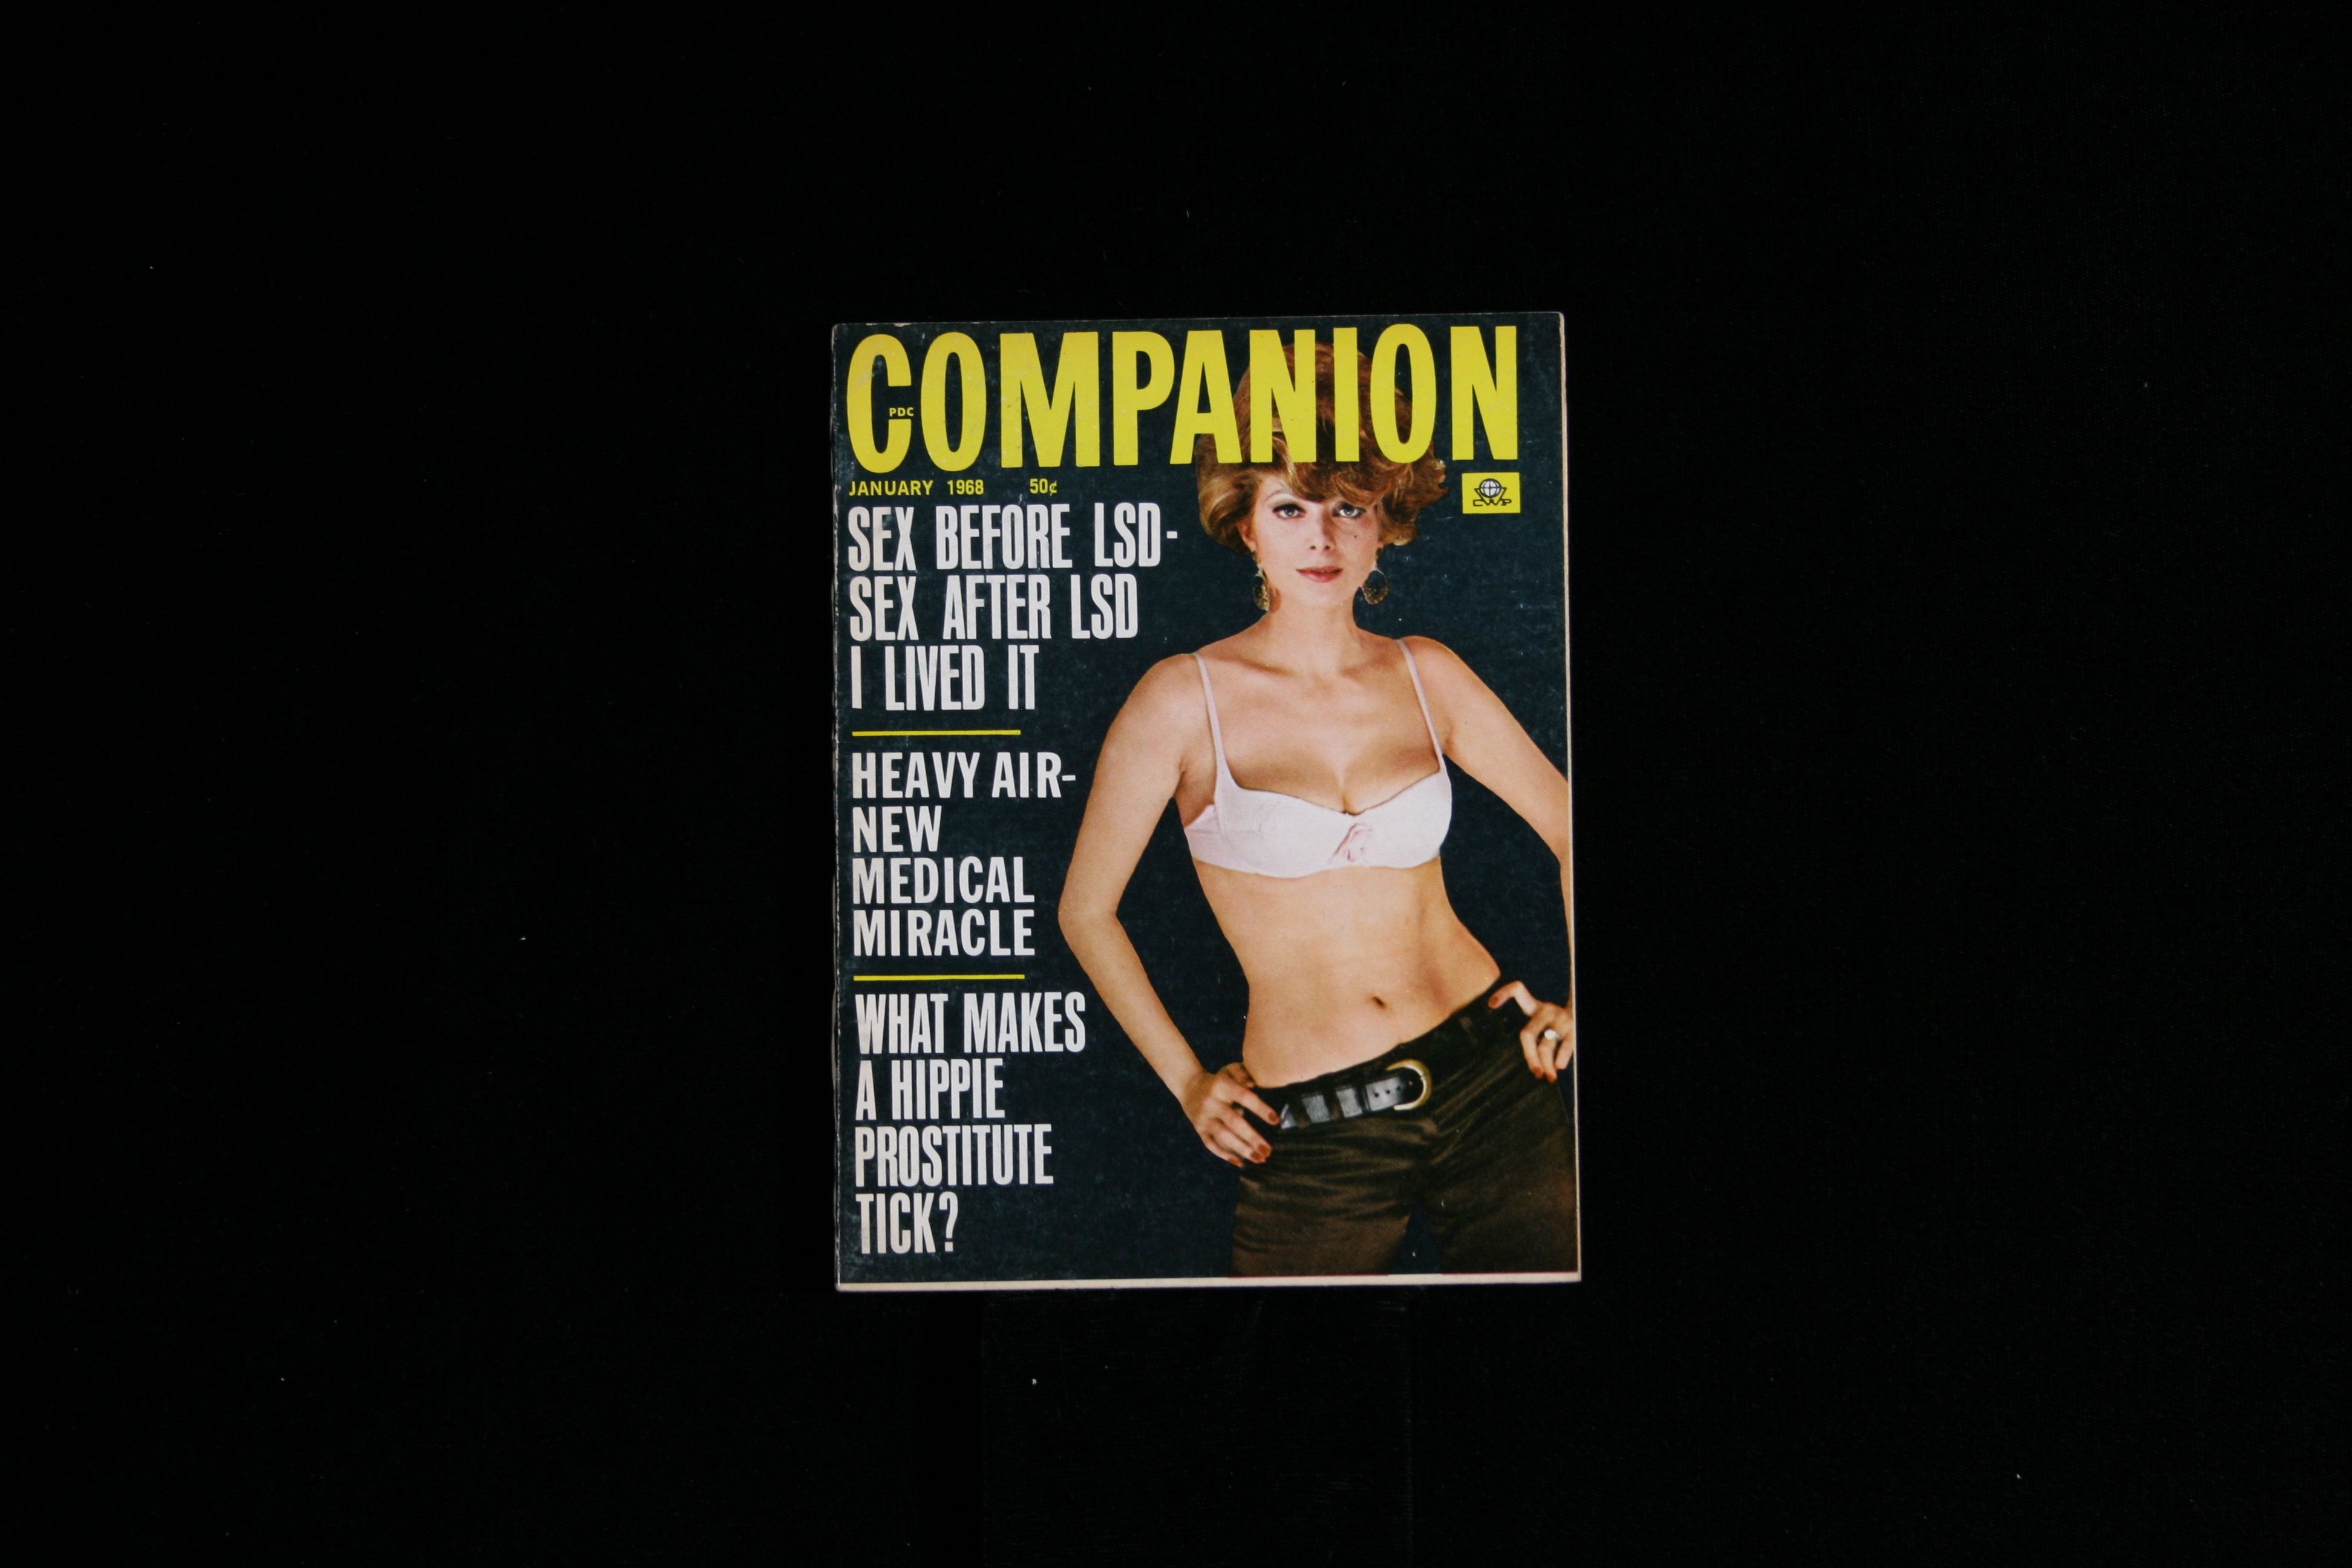 COMPANION
PDC
JANUARY 1968 50¢
CWP
SEX BEFORE LSD-
SEX AFTER LSD
I LIVED IT
HEAVY AIR-
NEW
MEDICAL
MIRACLE
WHAT MAKES
A HIPPIE
PROSTITUTE
TICK?